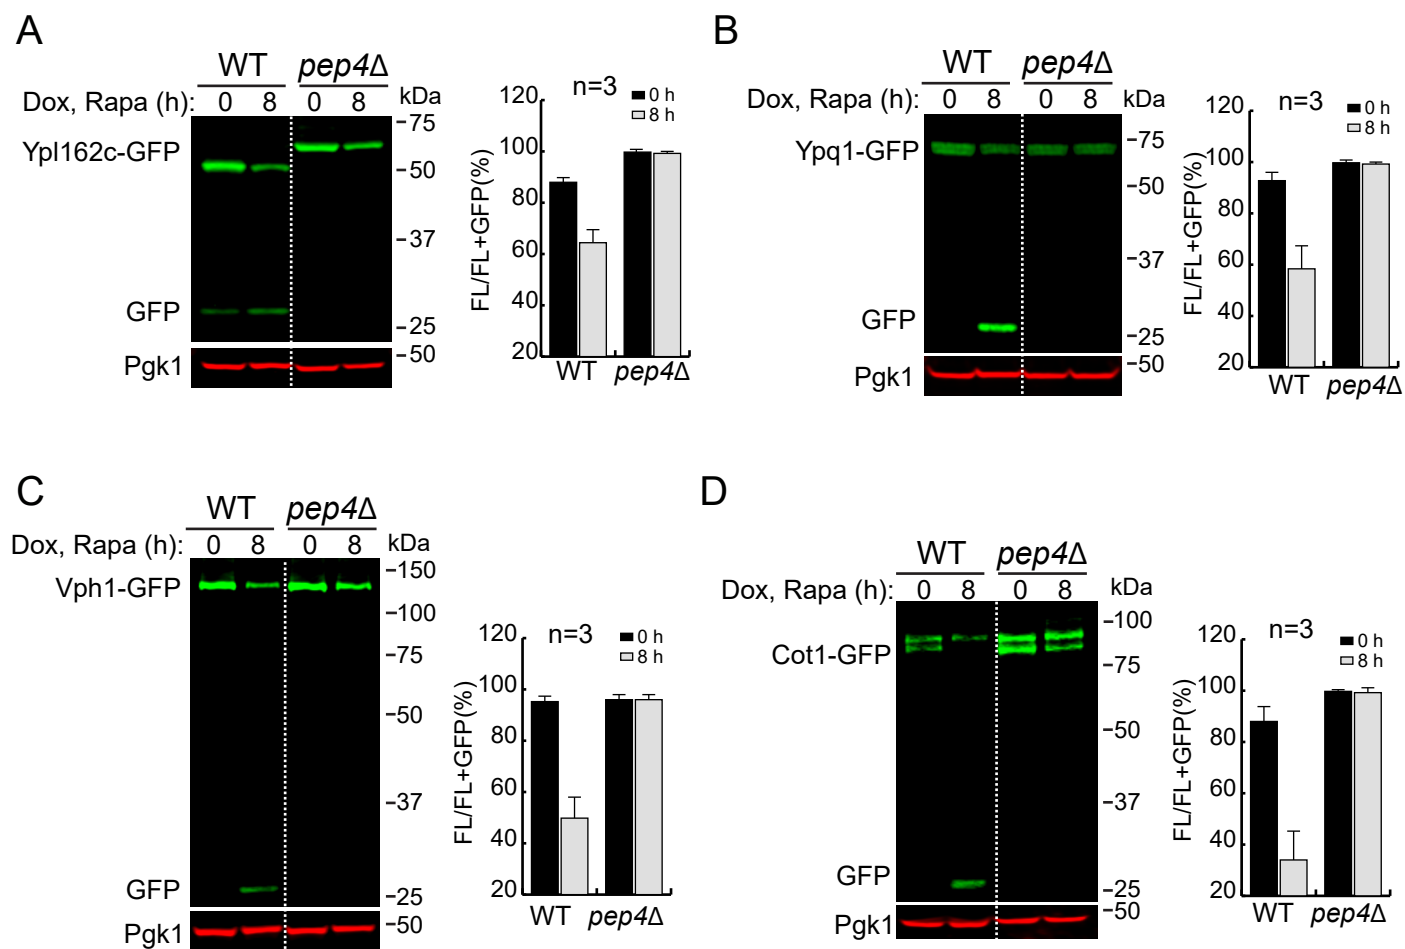 A
WT pep4Δ
Dox, Rapa (h): 0 8 0 8 kDa
Ypl162c-GFP
GFP
Pgk1
-75
-50
-37
-25
-50
n=3
0 h
8 h
FL/FL+GFP(%)
120
100
80
60
40
20
WT pep4Δ
B
WT pep4Δ
Dox, Rapa (h): 0 8 0 8 kDa
Ypq1-GFP
GFP
Pgk1
-75
-50
-37
-25
-50
n=3
0 h
8 h
FL/FL+GFP(%)
120
100
80
60
40
20
WT pep4Δ
C
WT pep4Δ
Dox, Rapa (h): 0 8 0 8 kDa
Vph1-GFP
GFP
Pgk1
-150
-100
-75
-50
-37
-25
-50
n=3
0 h
8 h
FL/FL+GFP(%)
120
100
80
60
40
20
WT pep4Δ
D
WT pep4Δ
Dox, Rapa (h): 0 8 0 8 kDa
Cot1-GFP
GFP
Pgk1
-100
-75
-50
-37
-25
-50
n=3
0 h
8 h
FL/FL+GFP(%)
120
100
80
60
40
20
WT pep4Δ